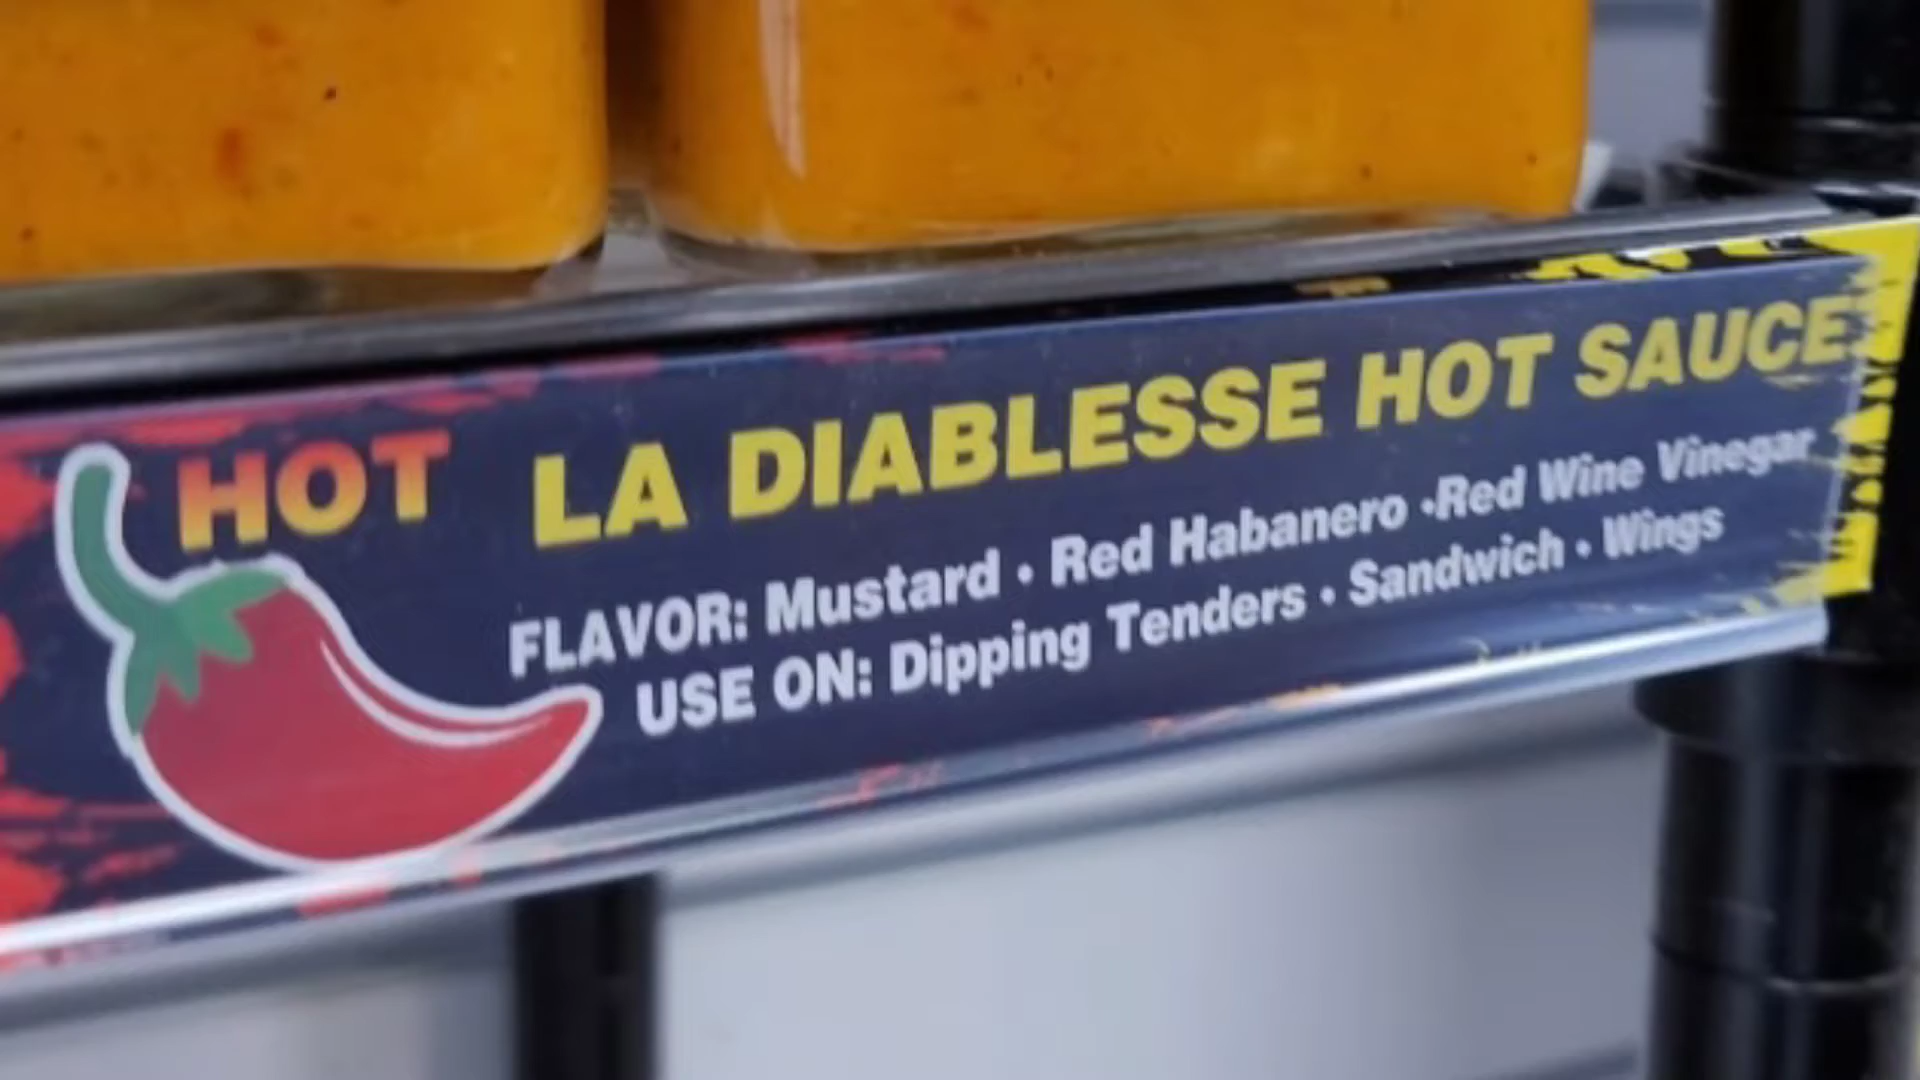 HOT
LA DIABLESSE HOT SAUCE
FLAVOR: Mustard • Red Habanero •Red Wine Vinegar
USE ON: Dipping Tenders • Sandwich • Wings